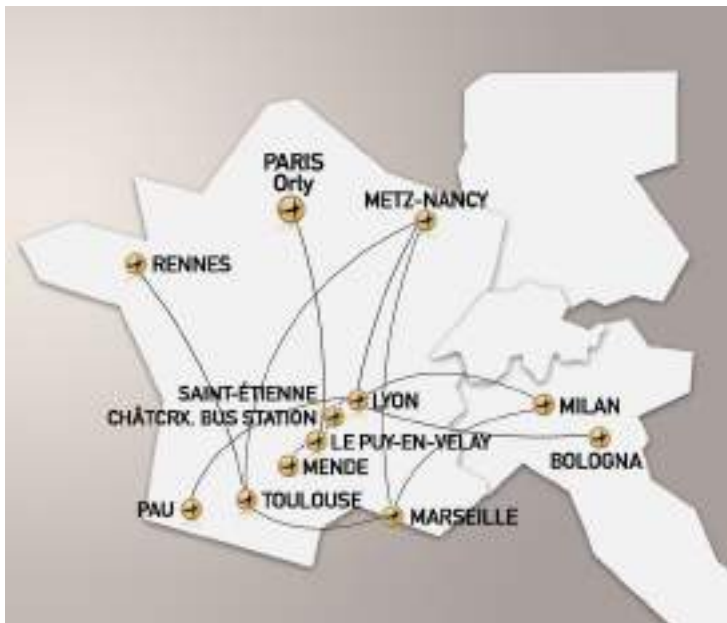 PARIS
Orly
METZ-NANCY
RENNES
SAINT-ÉTIENNE
CHÂTCRX. BUS STATION
LYON
MILAN
LE PUY-EN-VELAY
BOLOGNA
MENDE
PAU
TOULOUSE
MARSEILLE